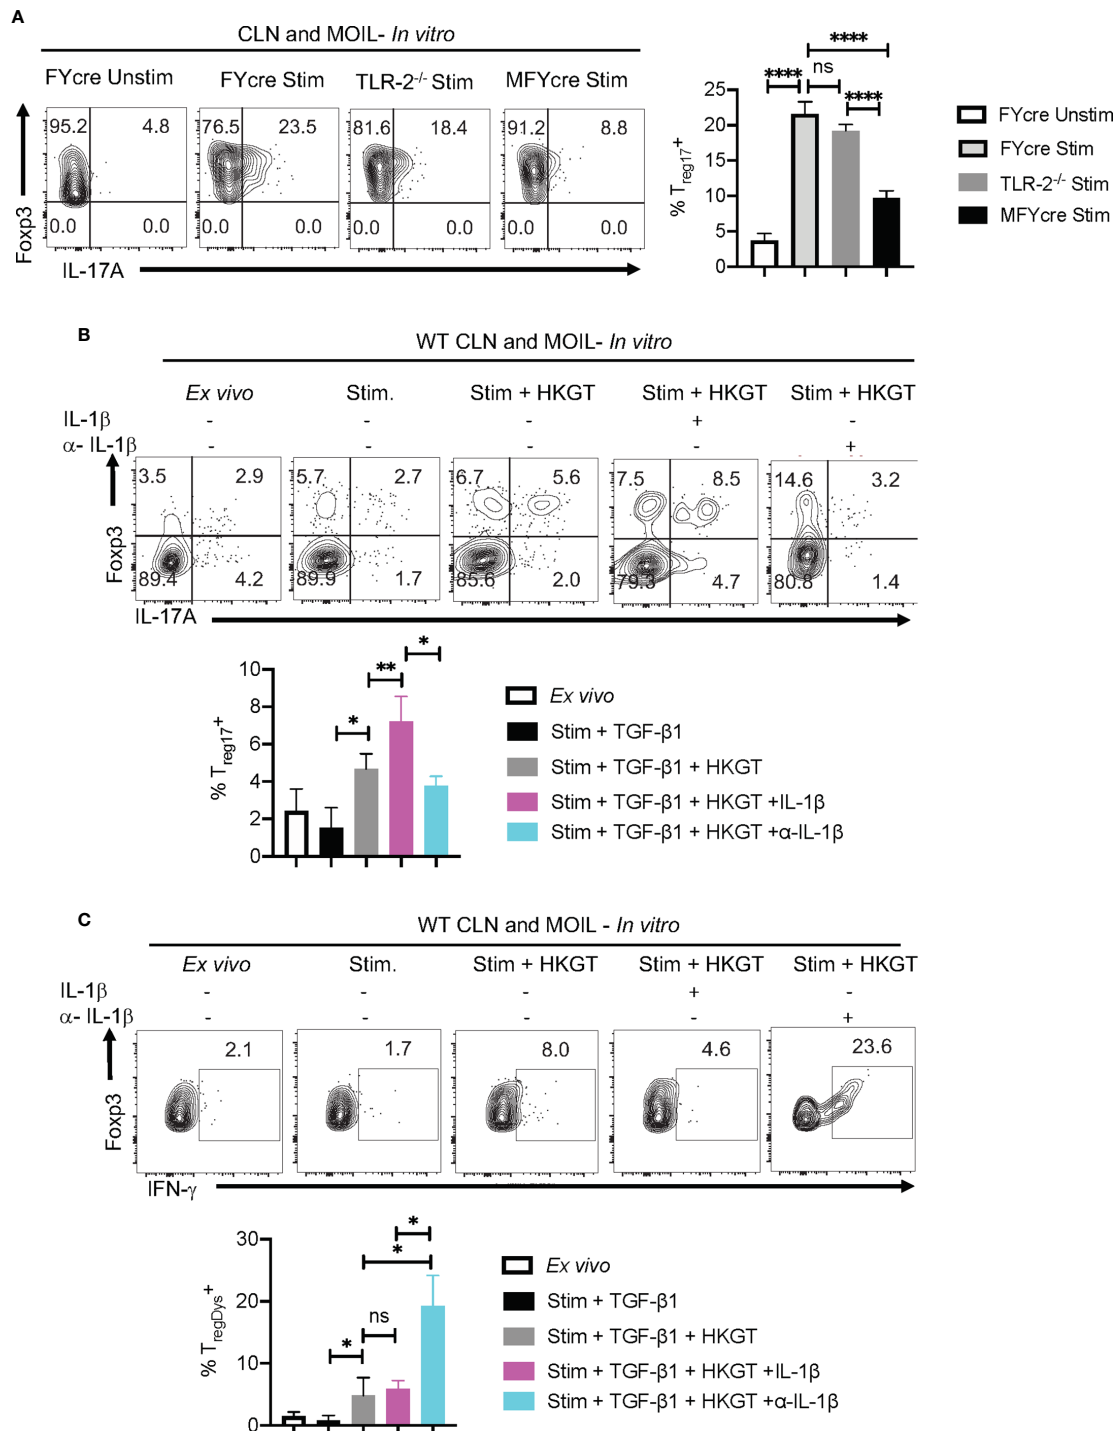 A
CLN and MOIL- In vitro
FYcre Unstim FYcre Stim TLR-2-/- Stim MFYcre Stim
95.2 4.8 76.5 23.5 81.6 18.4 91.2 8.8
0.0 0.0 0.0 0.0 0.0 0.0 0.0 0.0
Foxp3
IL-17A
****
**** ns ****
% Treg17+
25
20
15
10
5
0
FYcre Unstim
FYcre Stim
TLR-2-/- Stim
MFYcre Stim
B
WT CLN and MOIL- In vitro
Ex vivo Stim. Stim + HKGT Stim + HKGT Stim + HKGT
IL-1β - - - + -
α- IL-1β - - - - +
3.5 2.9 5.7 2.7 6.7 5.6 7.5 8.5 14.6 3.2
89.4 4.2 89.9 1.7 85.6 2.0 79.3 4.7 80.8 1.4
Foxp3
IL-17A
% Treg17+
10
8
6
4
2
0
* ** *
Ex vivo
Stim + TGF-β1
Stim + TGF-β1 + HKGT
Stim + TGF-β1 + HKGT +IL-1β
Stim + TGF-β1 + HKGT +α-IL-1β
C
WT CLN and MOIL - In vitro
Ex vivo Stim. Stim + HKGT Stim + HKGT Stim + HKGT
IL-1β - - - + -
α- IL-1β - - - - +
2.1 1.7 8.0 4.6 23.6
Foxp3
IFN-γ
% TregDys+
30
20
10
0
*
*
* ns
Ex vivo
Stim + TGF-β1
Stim + TGF-β1 + HKGT
Stim + TGF-β1 + HKGT +IL-1β
Stim + TGF-β1 + HKGT +α-IL-1β